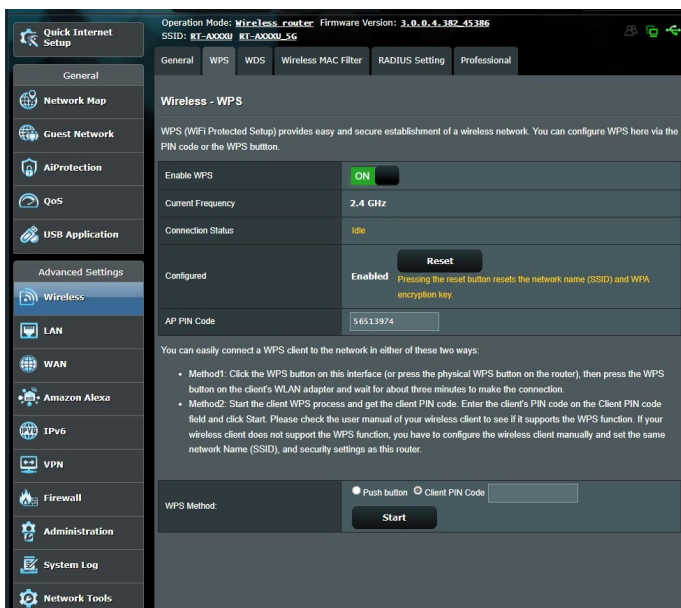 Quick Internet
Setup
General
Network Map
Guest Network
AiProtection
QoS
USB Application
Advanced Settings
Wireless
LAN
WAN
Amazon Alexa
IPv6
VPN
Firewall
Administration
System Log
Network Tools
Operation Mode: Wireless router Firmware Version: 3.0.0.4.382_45386
SSID: RT-AXXXU RT-AXXXU_5G
General WPS WDS Wireless MAC Filter RADIUS Setting Professional
Wireless - WPS
WPS (WiFi Protected Setup) provides easy and secure establishment of a wireless network. You can configure WPS here via the
PIN code or the WPS buttton.
Enable WPS ON
Current Frequency 2.4 GHz
Connection Status Idle
Configured Enabled Reset
Pressing the reset button resets the network name (SSID) and WPA
encryption key.
AP PIN Code 56513974
You can easily connect a WPS client to the network in either of these two ways:
• Method1: Click the WPS button on this interface (or press the physical WPS button on the router), then press the WPS
button on the client's WLAN adapter and wait for about three minutes to make the connection.
• Method2: Start the client WPS process and get the client PIN code. Enter the client's PIN code on the Client PIN code
field and click Start. Please check the user manual of your wireless client to see if it supports the WPS function. If your
wireless client does not support the WPS function, you have to configure the wireless client manually and set the same
network Name (SSID), and security settings as this router.
WPS Method: Push button Client PIN Code
Start